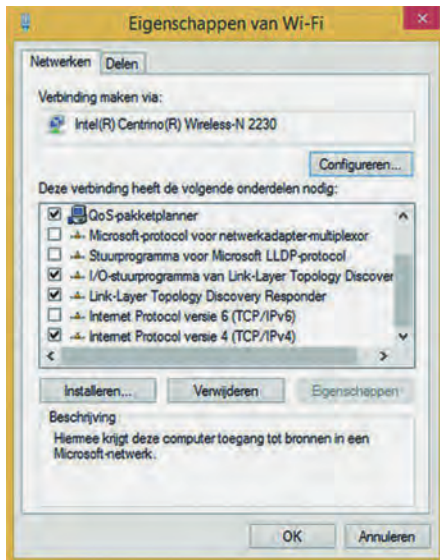 Eigenschappen van Wi-Fi
Netwerken Delen
Verbinding maken via:
Intel(R) Centrino(R) Wireless-N 2230
Configureren...
Deze verbinding heeft de volgende onderdelen nodig:
QoS-pakketplanner
Microsoft-protocol voor netwerkadapter-multiplexor
Stuurprogramma voor Microsoft LLDP-protocol
I/O-stuurprogramma van Link-Layer Topology Discover
Link-Layer Topology Discovery Responder
Internet Protocol versie 6 (TCP/IPv6)
Internet Protocol versie 4 (TCP/IPv4)
Installeren... Verwijderen Eigenschappen
Beschrijving
Hiermee krijgt deze computer toegang tot bronnen in een
Microsoft-netwerk.
OK Annuleren